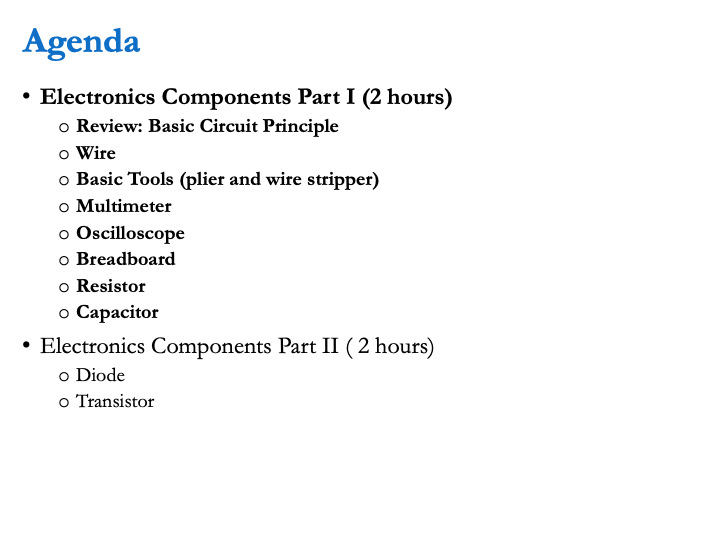 Agenda
• Electronics Components Part I (2 hours)
o Review: Basic Circuit Principle
o Wire
o Basic Tools (plier and wire stripper)
o Multimeter
o Oscilloscope
o Breadboard
o Resistor
o Capacitor
• Electronics Components Part II ( 2 hours)
o Diode
o Transistor